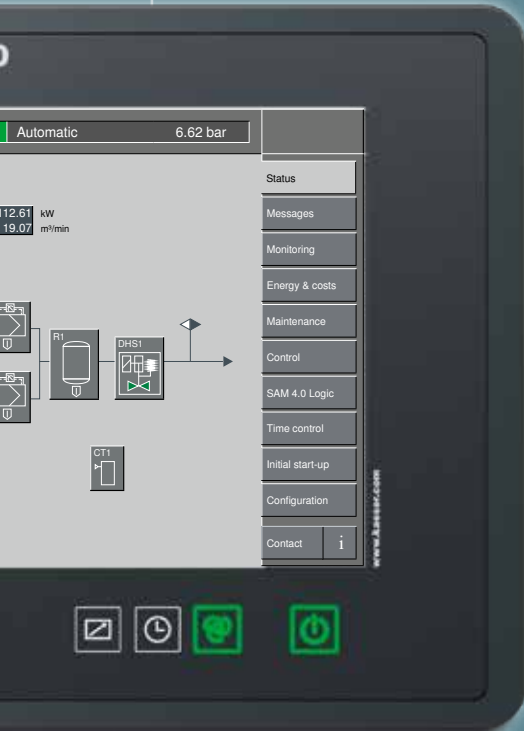 Automatic 6.62 bar
Status
112.61 kW
19.07 m³/min
Messages
Monitoring
Energy & costs
Maintenance
R1
DHS1
Control
SAM 4.0 Logic
Time control
CT1
Initial start-up
Configuration
Contact i
www.kaeser.com